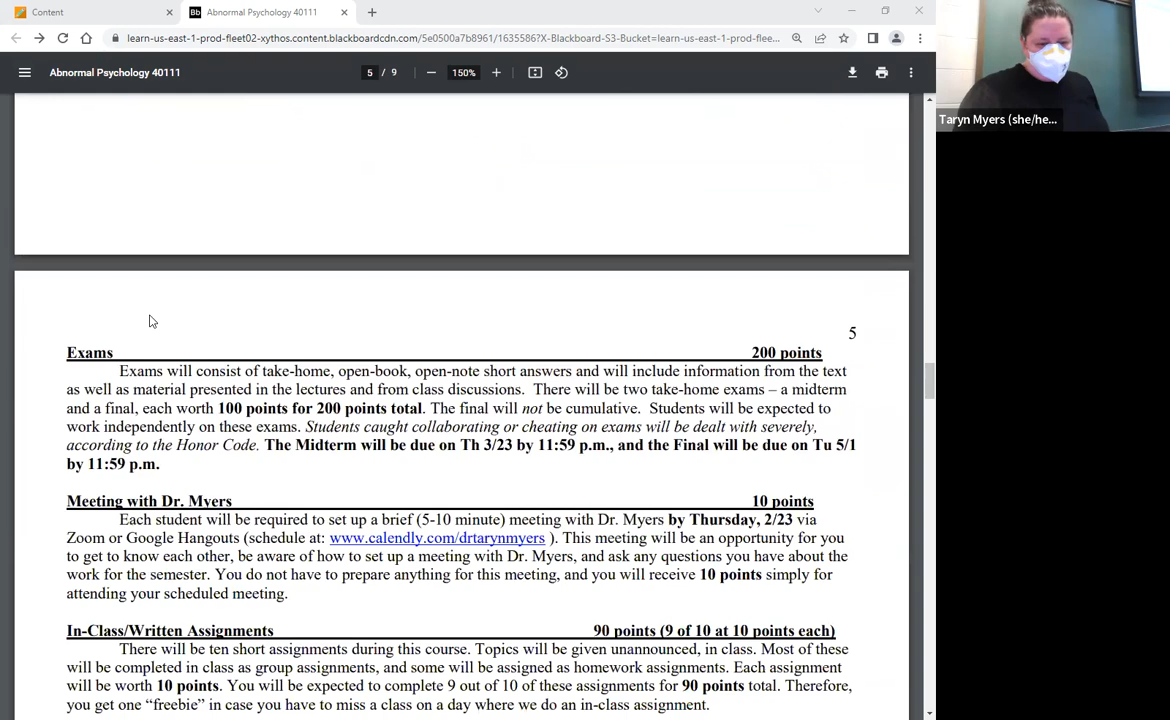 Content
Bb Abnormal Psychology 40111
learn-us-east-1-prod-fleet02-xythos.content.blackboardcdn.com/5e0500a7b8961/1635586?X-Blackboard-S3-Bucket=learn-us-east-1-prod-flee...
Abnormal Psychology 40111
5 / 9
150%
Taryn Myers (she/he...
5
Exams 200 points
Exams will consist of take-home, open-book, open-note short answers and will include information from the text
as well as material presented in the lectures and from class discussions. There will be two take-home exams – a midterm
and a final, each worth 100 points for 200 points total. The final will not be cumulative. Students will be expected to
work independently on these exams. Students caught collaborating or cheating on exams will be dealt with severely,
according to the Honor Code. The Midterm will be due on Th 3/23 by 11:59 p.m., and the Final will be due on Tu 5/1
by 11:59 p.m.
Meeting with Dr. Myers 10 points
Each student will be required to set up a brief (5-10 minute) meeting with Dr. Myers by Thursday, 2/23 via
Zoom or Google Hangouts (schedule at: www.calendly.com/drtarynmyers ). This meeting will be an opportunity for you
to get to know each other, be aware of how to set up a meeting with Dr. Myers, and ask any questions you have about the
work for the semester. You do not have to prepare anything for this meeting, and you will receive 10 points simply for
attending your scheduled meeting.
In-Class/Written Assignments 90 points (9 of 10 at 10 points each)
There will be ten short assignments during this course. Topics will be given unannounced, in class. Most of these
will be completed in class as group assignments, and some will be assigned as homework assignments. Each assignment
will be worth 10 points. You will be expected to complete 9 out of 10 of these assignments for 90 points total. Therefore,
you get one “freebie” in case you have to miss a class on a day where we do an in-class assignment.